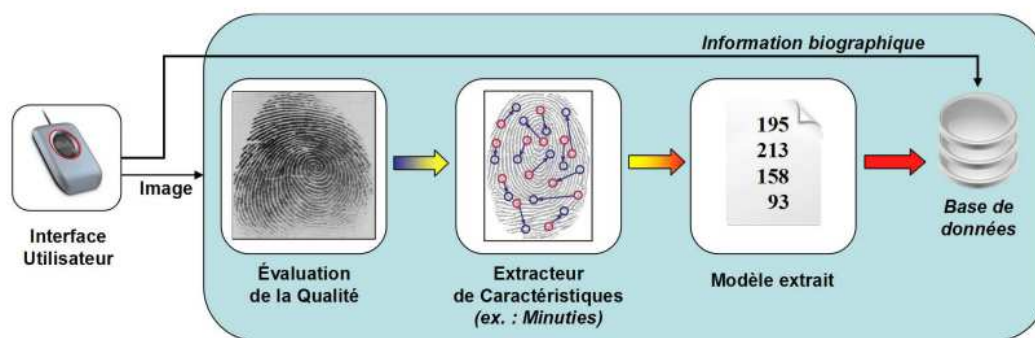 Information biographique
Image
Interface
Utilisateur
Évaluation
de la Qualité
Extracteur
de Caractéristiques
(ex. : Minuties)
195
213
158
93
Modèle extrait
Base de
données